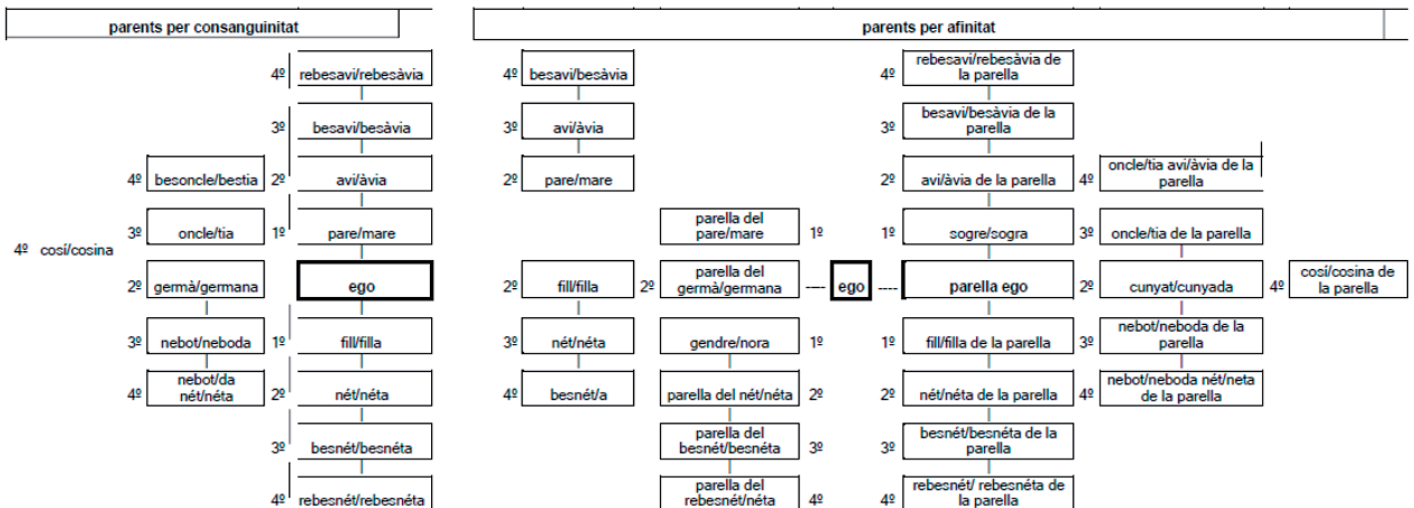 parents per consanguinitat
parents per afinitat
4º rebesavi/rebesàvia
4º besavi/besàvia
4º rebesavi/rebesàvia de
la parella
3º besavi/besàvia
3º avi/àvia
3º besavi/besàvia de la
parella
4º besoncle/bestia 2º avi/àvia
2º pare/mare
2º avi/àvia de la parella 4º oncle/tia avi/àvia de la
parella
4º cosí/cosina
3º oncle/tia 1º pare/mare
parella del
pare/mare 1º
1º sogre/sogra 3º oncle/tia de la parella
2º germà/germana ego
2º fill/filla 2º parella del
germà/germana ---- ego ---- parella ego 2º cunyat/cunyada 4º cosí/cosina de
la parella
3º nebot/neboda 1º fill/filla
3º nét/néta gendre/nora 1º
1º fill/filla de la parella 3º nebot/neboda de la
parella
4º nebot/da
nét/néta 2º nét/néta
4º besnét/a parella del nét/néta 2º
2º nét/néta de la parella 4º nebot/neboda nét/neta
de la parella
3º besnét/besnéta
parella del
besnét/besnéta 3º
3º besnét/besnéta de la
parella
4º rebesnét/rebesnéta
parella del
rebesnét/néta 4º
4º rebesnét/ rebesnéta de
la parella